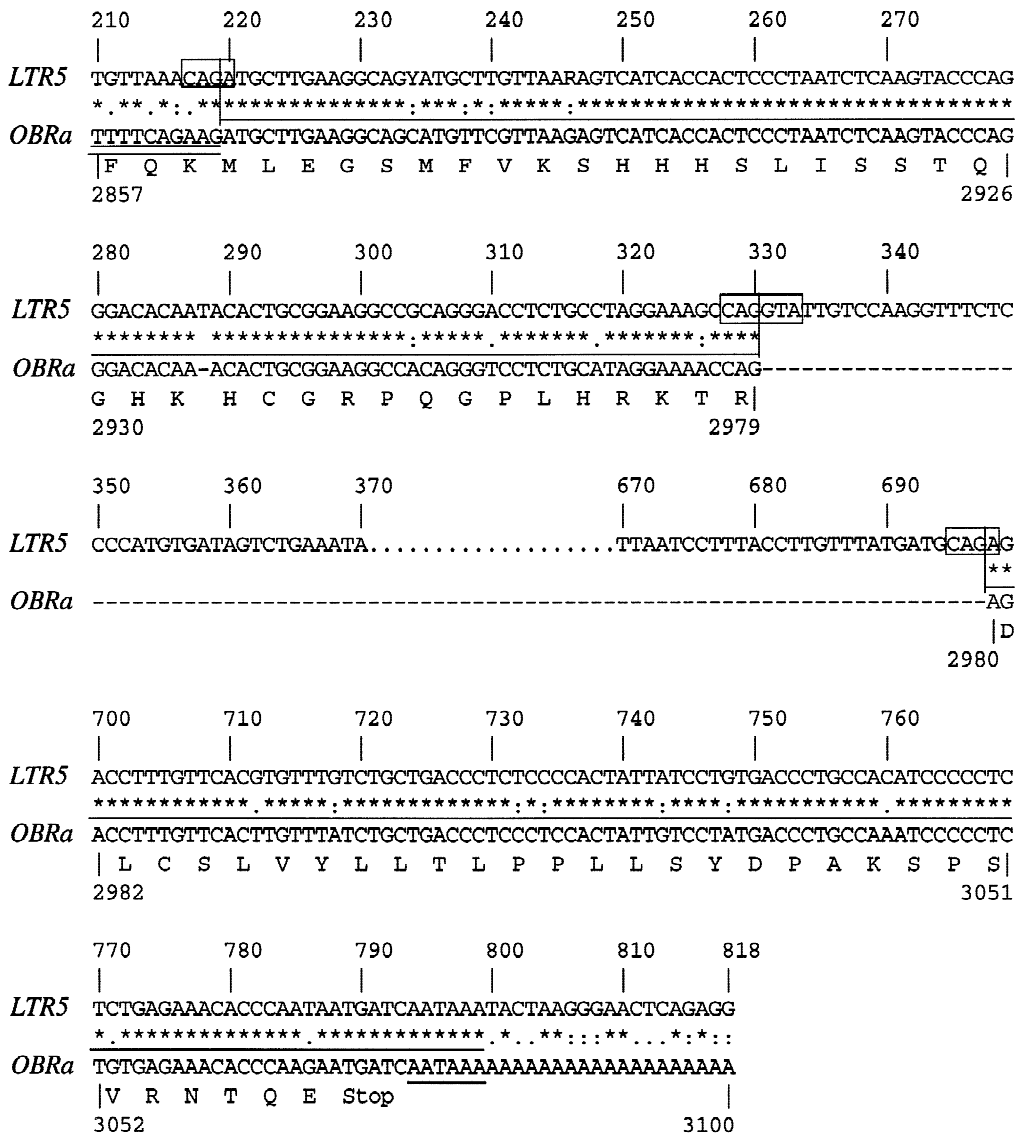 210 220 230 240 250 260 270
| | | | | | |
LTR5 TGTTAAACAGATGCTTGAAGGCAGYATGCTTGTTAARAGTCATCACCACTCCCTAATCTCAAGTACCCAG
*.**.*:.**.**************:***:*:*****:*********************************
OBRa TTTTCAGAAGATGCTTGAAGGCAGCATGTTCGTTAAGAGTCATCACCACTCCCTAATCTCAAGTACCCAG
|F Q K M L E G S M F V K S H H H S L I S S T Q |
2857 2926
280 290 300 310 320 330 340
| | | | | | |
LTR5 GGACACAATACACTGCGGAAGGCCGCAGGGACCTCTGCCTAGGAAAGCCAGGTATTGTCCAAGGTTTCTC
******** ***************:*****.*******.*******:****
OBRa GGACACAA-ACACTGCGGAAGGCCACAGGGTCCTCTGCATAGGAAAACCAG-------------------
G H K H C G R P Q G P L H R K T R|
2930 2979
350 360 370 670 680 690
| | | | | |
LTR5 CCCATGTGATAGTCTGAAATA...................TTAATCCTTTACCTTGTTTATGATGCAGAG
**
OBRa --------------------------------------------------------------------AG
|D
2980
700 710 720 730 740 750 760
| | | | | | |
LTR5 ACCTTTGTTCACGTGTTTGTCTGCTGACCCTCTCCCCACTATTATCCTGTGACCCTGCCACATCCCCCTC
************.*****:*************.*:********:****:***********.*********
OBRa ACCTTTGTTCACTTGTTTATCTGCTGACCCTCCCTCCACTATTGTCCTATGACCCTGCCAAATCCCCCTC
| L C S L V Y L L T L P P L L S Y D P A K S P S|
2982 3051
770 780 790 800 810 818
| | | | | |
LTR5 TCTGAGAAACACCCAATAATGATCAATAAATACTAAGGGAACTCAGAGG
*.**************.*************.*..**:::**...*:*::
OBRa TGTGAGAAACACCCAAGAATGATCAATAAAAAAAAAAAAAAAAAAAAAA
|V R N T Q E Stop |
3052 3100